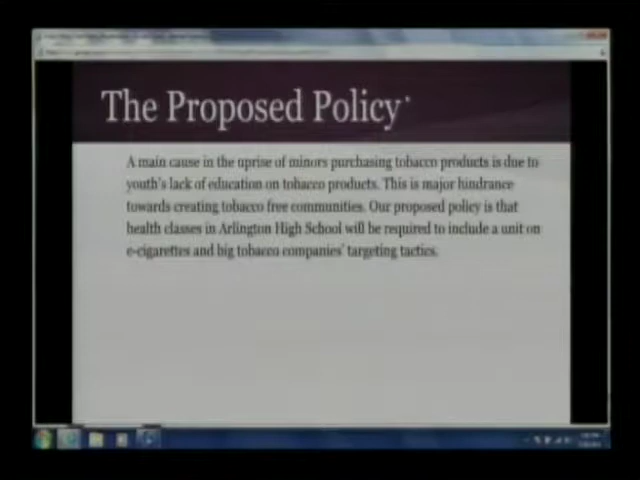 The Proposed Policy
A main cause in the uprise of minors purchasing tobacco products is due to
youth's lack of education on tobacco products. This is major hindrance
towards creating tobacco free communities. Our proposed policy is that
health classes in Arlington High School will be required to include a unit on
e-cigarettes and big tobacco companies' targeting tactics.